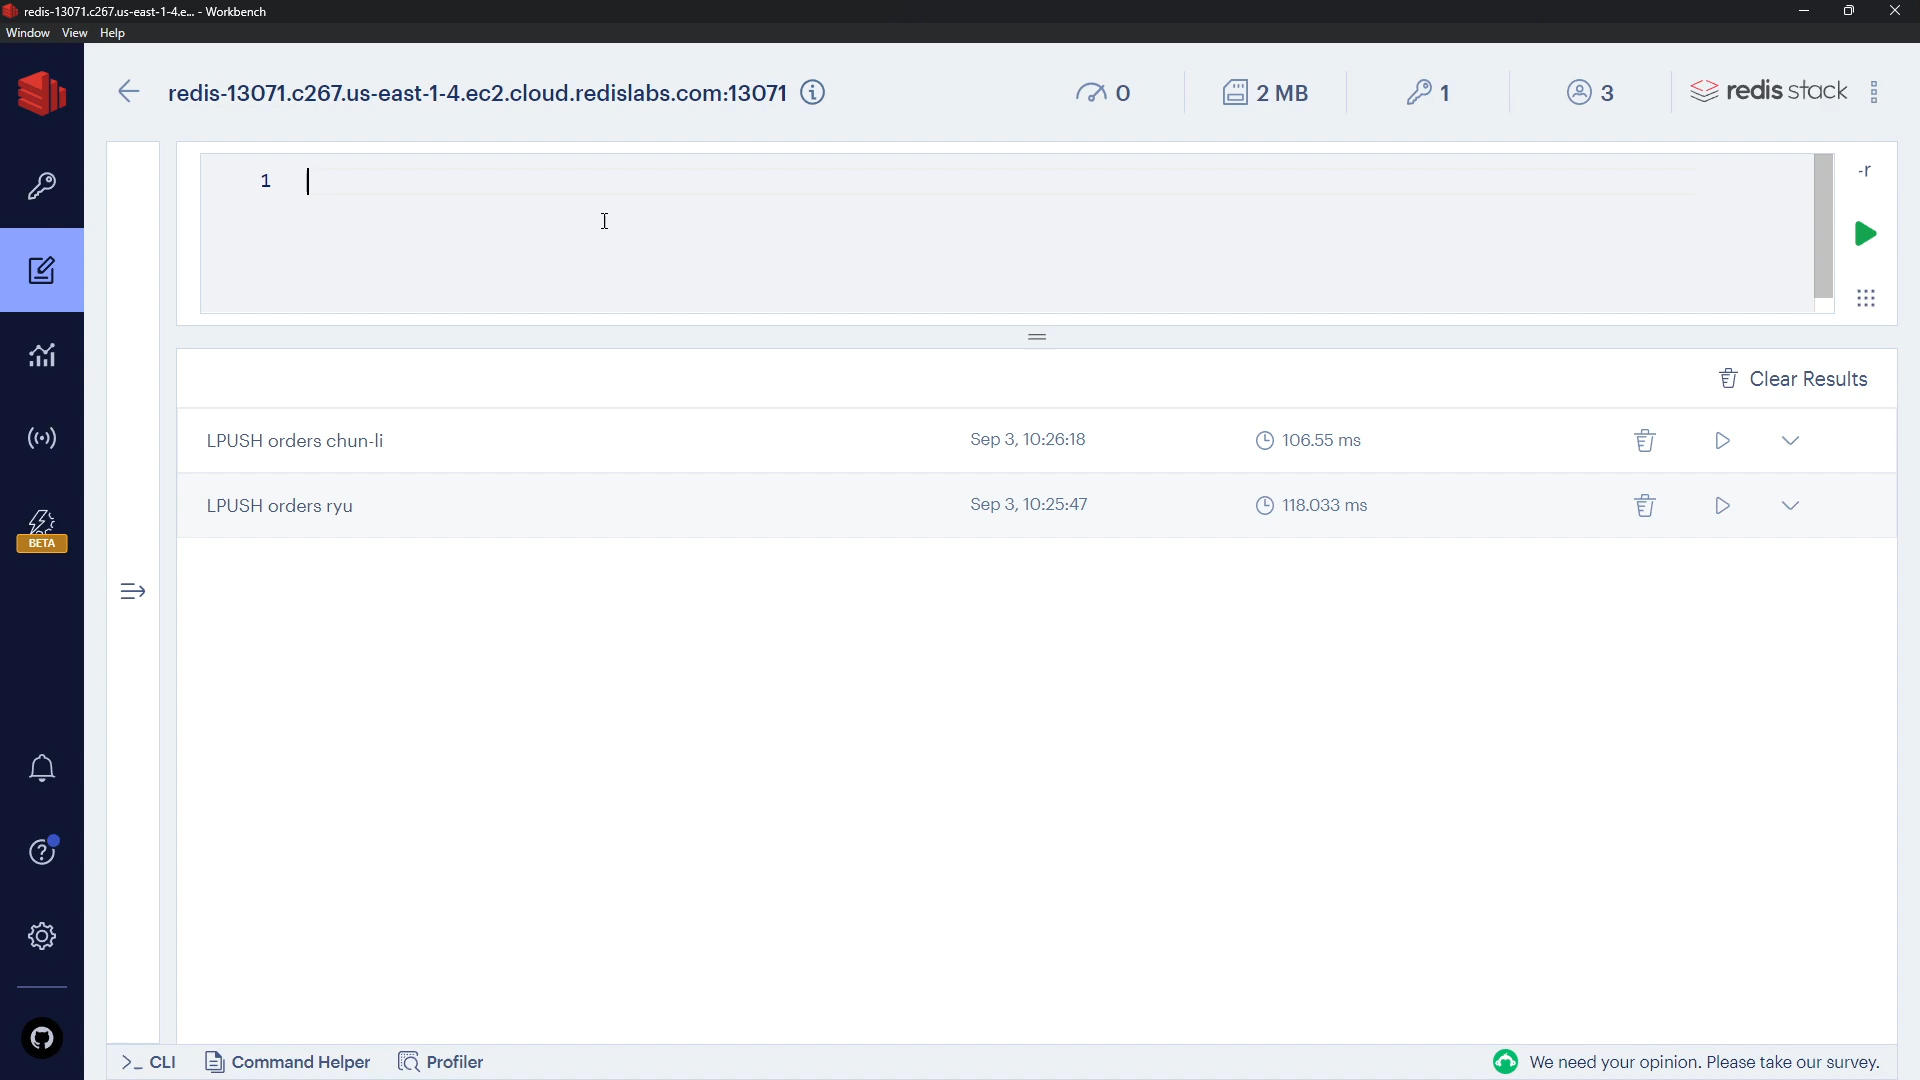 redis-13071.c267.us-east-1-4.e... - Workbench
Window View Help
redis-13071.c267.us-east-1-4.ec2.cloud.redislabs.com:13071
0
2 MB
1
3
redis stack
1
-r
Clear Results
LPUSH orders chun-li Sep 3, 10:26:18 106.55 ms
LPUSH orders ryu Sep 3, 10:25:47 118.033 ms
BETA
>_ CLI Command Helper Profiler We need your opinion. Please take our survey.